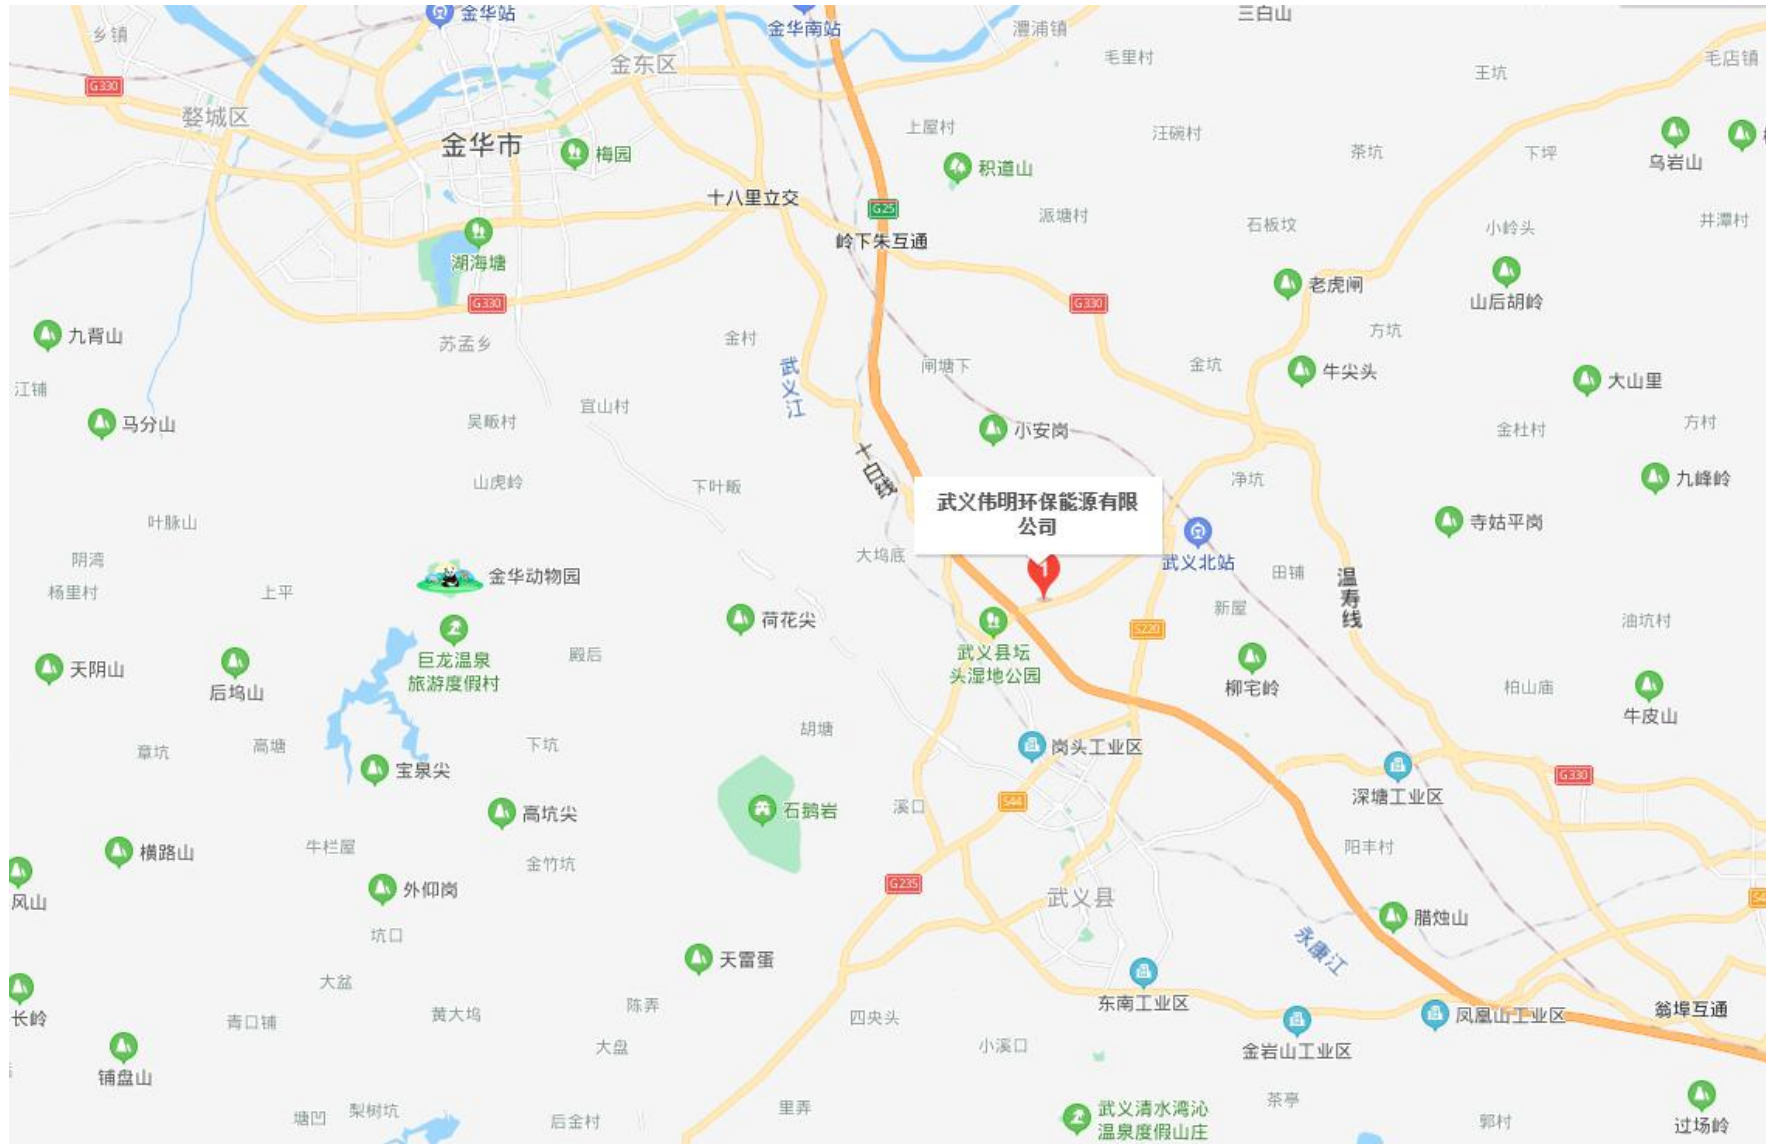 金华站
金华南站
三白山
乡镇
澧浦镇
金东区
毛里村
毛店镇
王坑
G330
婺城区
金华市
上屋村
汪碗村
梅园
积道山
茶坑
下坪
乌岩山
十八里立交
G25
派塘村
石板坟
小岭头
井潭村
岭下朱互通
湖海塘
老虎闸
G330
G330
山后胡岭
九背山
苏孟乡
金村
方坑
闸塘下
金坑
牛尖头
大山里
江铺
武义江
马分山
吴畈村
宜山村
小安岗
金杜村
方村
山虎岭
下叶畈
十白线
净坑
九峰岭
武义伟明环保能源有限
公司
叶脉山
寺姑平岗
阴湾
大坞底
武义北站
金华动物园
1
田铺
温寿线
杨里村
上平
荷花尖
新屋
油坑村
S220
巨龙温泉
旅游度假村
殿后
武义县坛
头湿地公园
天阴山
后坞山
柳宅岭
柏山庙
牛皮山
胡塘
章坑
高塘
下坑
岗头工业区
宝泉尖
G330
深塘工业区
石鹅岩
溪口
S44
高坑尖
牛栏屋
横路山
金竹坑
阳丰村
外仰岗
G235
武义县
风山
腊烛山
坑口
永康江
天雷蛋
大盆
东南工业区
长岭
青口铺
黄大坞
陈弄
四央头
凤凰山工业区
翁埠互通
大盘
小溪口
金岩山工业区
铺盘山
塘凹
梨树坑
后金村
里弄
武义清水湾沁
温泉度假山庄
茶亭
郭村
过场岭